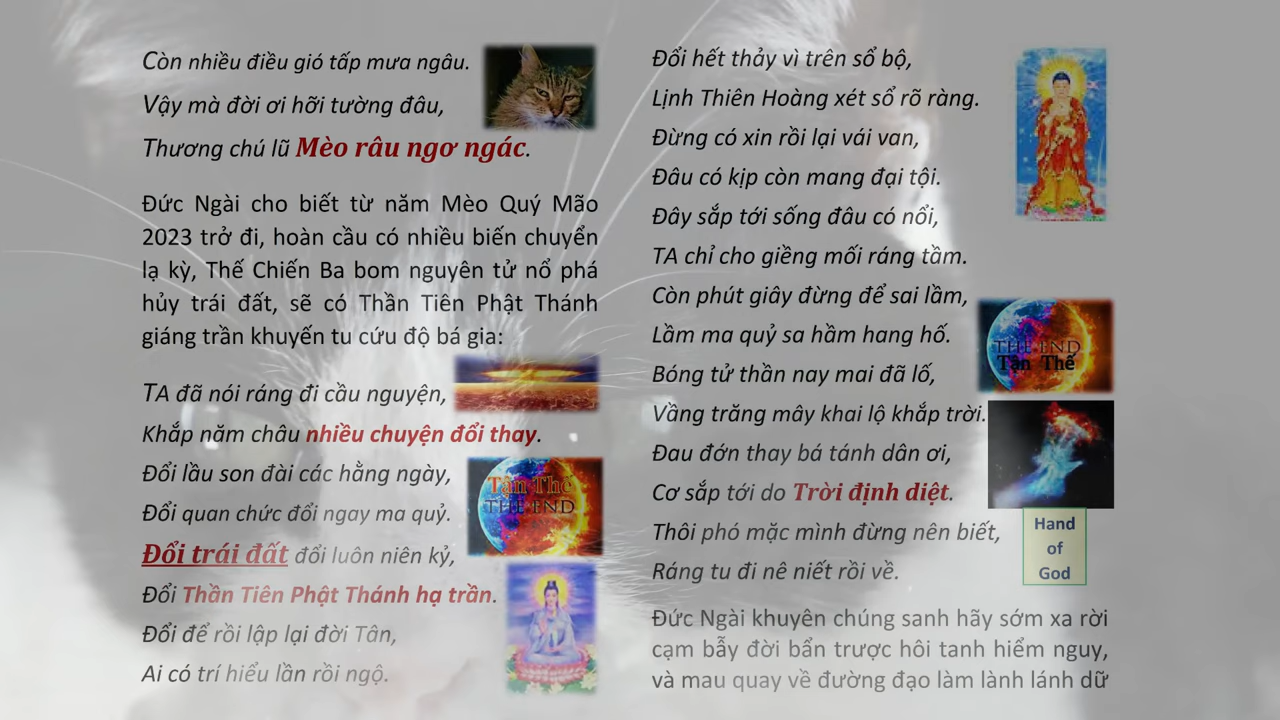 Còn nhiều điều gió tấp mưa ngâu.
Vậy mà đời ơi hỡi tường đâu,
Thương chú lũ Mèo râu ngơ ngác.
Đức Ngài cho biết từ năm Mèo Quý Mão
2023 trở đi, hoàn cầu có nhiều biến chuyển
lạ kỳ, Thế Chiến Ba bom nguyên tử nổ phá
hủy trái đất, sẽ có Thần Tiên Phật Thánh
giáng trần khuyến tu cứu độ bá gia:
TA đã nói ráng đi cầu nguyện,
Khắp năm châu nhiều chuyện đổi thay.
Đổi lầu son đài các hằng ngày,
Đổi quan chức đổi ngay ma quỷ.
Tận Thế
THE END
Đổi trái đất đổi luôn niên kỷ,
Đổi Thần Tiên Phật Thánh hạ trần.
Đổi để rồi lập lại đời Tân,
Ai có trí hiểu lần rồi ngộ.
Đổi hết thảy vì trên sổ bộ,
Lịnh Thiên Hoàng xét sổ rõ ràng.
Đừng có xin rồi lại vái van,
Đâu có kịp còn mang đại tội.
Đây sắp tới sống đâu có nổi,
TA chỉ cho giềng mối ráng tầm.
Còn phút giây đừng để sai lầm,
Lầm ma quỷ sa hầm hang hố.
THE END
Tận Thế
Bóng tử thần nay mai đã lố,
Vầng trăng mây khai lộ khắp trời.
Đau đớn thay bá tánh dân ơi,
Cơ sắp tới do Trời định diệt.
Thôi phó mặc mình đừng nên biết,
Ráng tu đi nê niết rồi về.
Hand
of
God
Đức Ngài khuyên chúng sanh hãy sớm xa rời
cạm bẫy đời bẩn trược hôi tanh hiểm nguy,
và mau quay về đường đạo làm lành lánh dữ